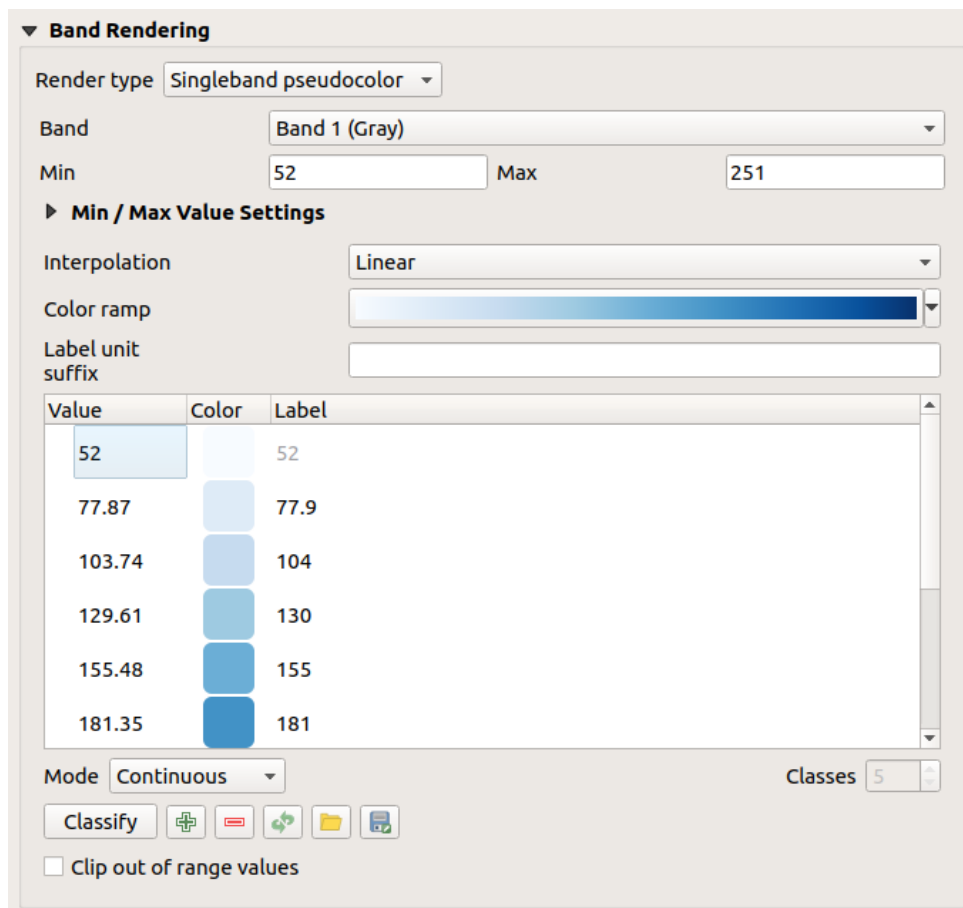 Band Rendering
Render type Singleband pseudocolor
Band Band 1 (Gray)
Min 52 Max 251
Min / Max Value Settings
Interpolation Linear
Color ramp
Label unit
suffix
Value Color Label
52 52
77.87 77.9
103.74 104
129.61 130
155.48 155
181.35 181
Mode Continuous Classes 5
Classify
Clip out of range values